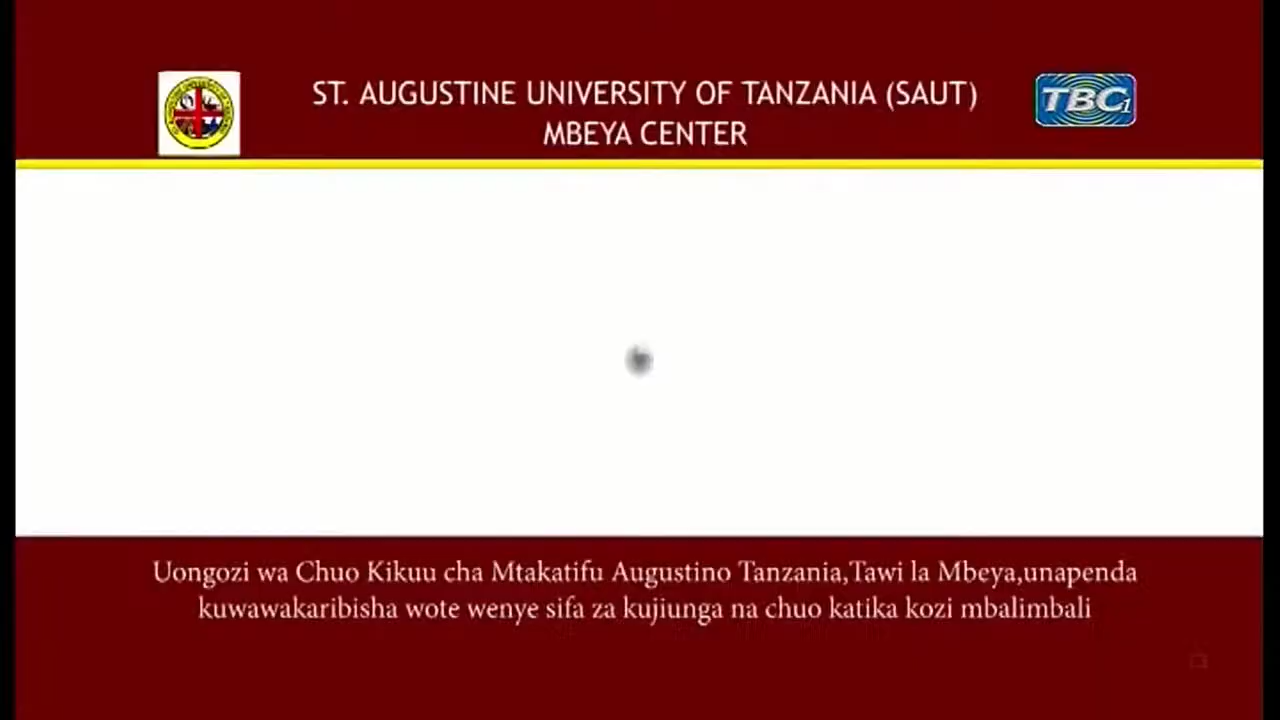 ST. AUGUSTINE UNIVERSITY OF TANZANIA (SAUT)
MBEYA CENTER
TBC1
Uongozi wa Chuo Kikuu cha Mtakatifu Augustino Tanzania,Tawi la Mbeya,unapenda
kuwawakaribisha wote wenye sifa za kujiunga na chuo katika kozi mbalimbali